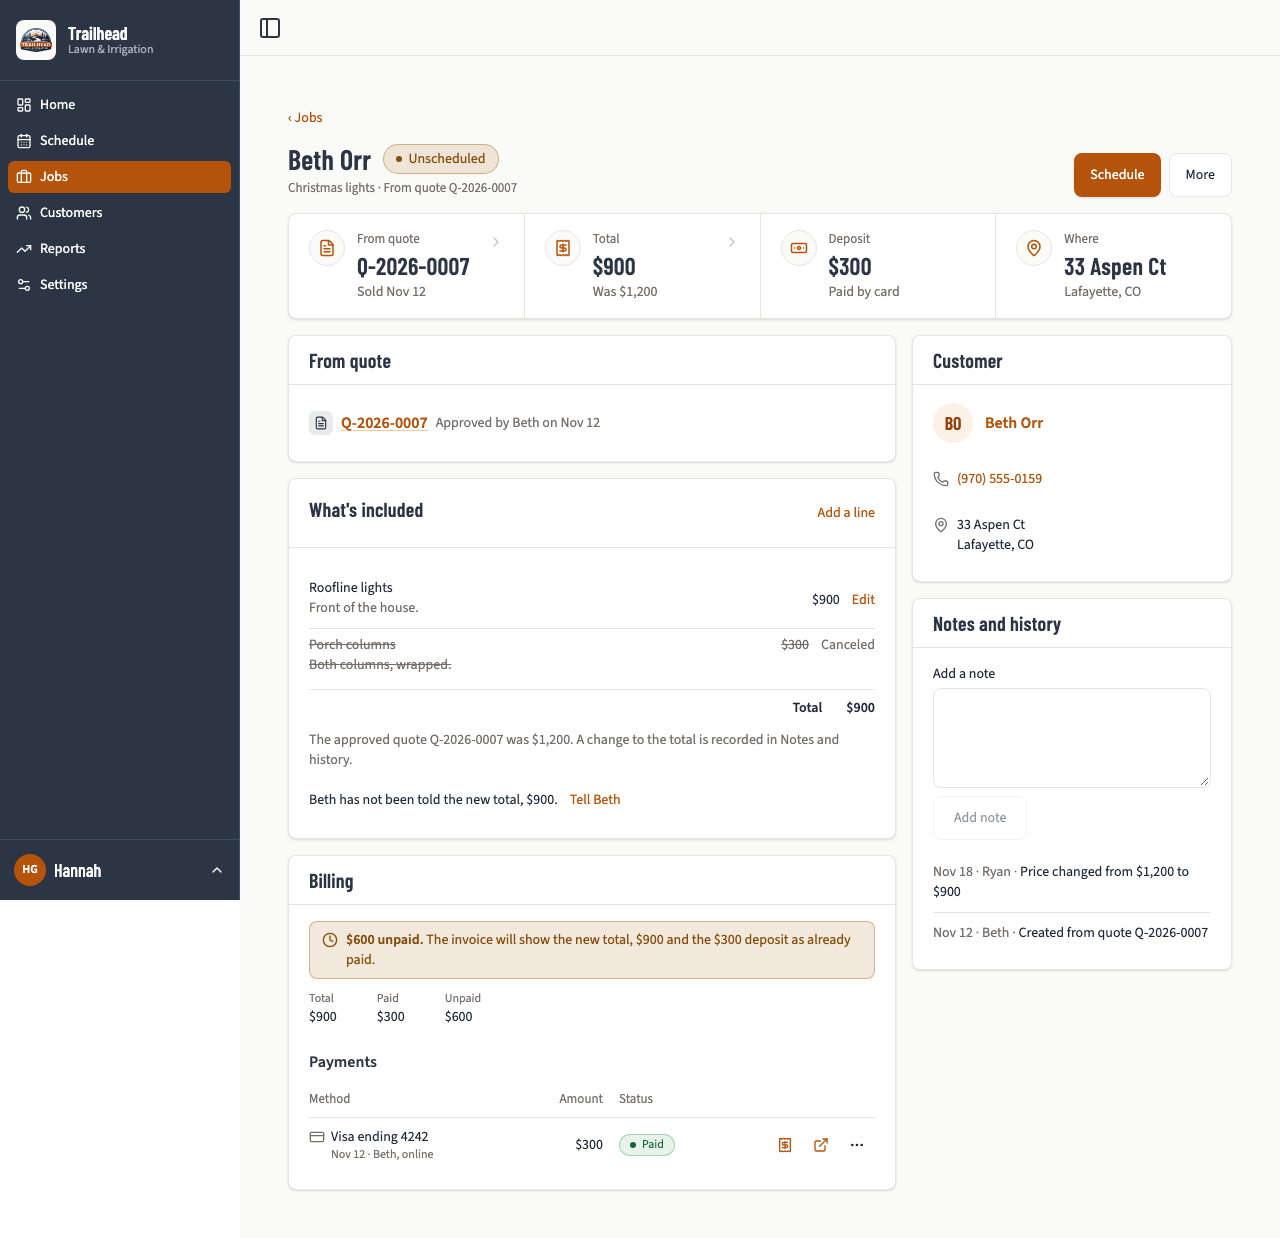 TRAILHEAD
Trailhead
Lawn & Irrigation
Home
Schedule
Jobs
Customers
Reports
Settings
HG
Hannah
‹ Jobs
Beth Orr
Unscheduled
Christmas lights · From quote Q-2026-0007
Schedule
More
From quote
Q-2026-0007
Sold Nov 12
Total
$900
Was $1,200
Deposit
$300
Paid by card
Where
33 Aspen Ct
Lafayette, CO
From quote
Q-2026-0007 Approved by Beth on Nov 12
What's included
Add a line
Roofline lights
Front of the house.
$900 Edit
Porch columns
Both columns, wrapped.
$300 Canceled
Total $900
The approved quote Q-2026-0007 was $1,200. A change to the total is recorded in Notes and
history.
Beth has not been told the new total, $900. Tell Beth
Billing
$600 unpaid. The invoice will show the new total, $900 and the $300 deposit as already
paid.
Total Paid Unpaid
$900 $300 $600
Payments
Method Amount Status
Visa ending 4242
Nov 12 · Beth, online
$300 Paid
Customer
BO
Beth Orr
(970) 555-0159
33 Aspen Ct
Lafayette, CO
Notes and history
Add a note
Add note
Nov 18 · Ryan · Price changed from $1,200 to
$900
Nov 12 · Beth · Created from quote Q-2026-0007